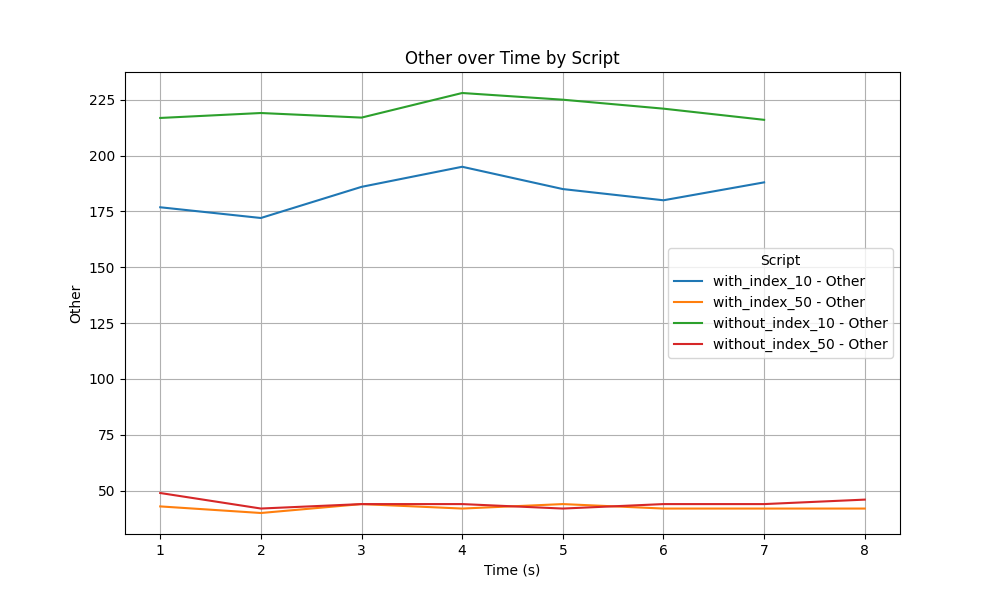 Other over Time by Script
Other
225
200
175
150
125
100
75
50
Script
with_index_10 - Other
with_index_50 - Other
without_index_10 - Other
without_index_50 - Other
1 2 3 4 5 6 7 8
Time (s)